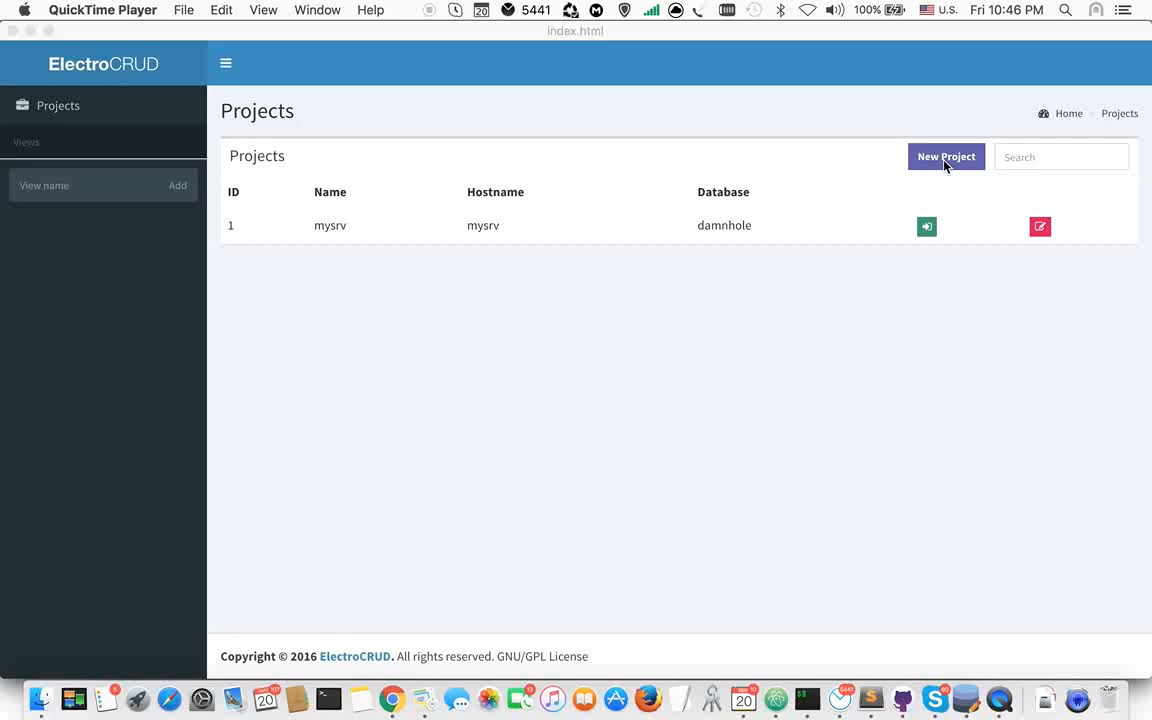 QuickTime Player File Edit View Window Help 20 5441 100% U.S. Fri 10:46 PM
index.html
ElectroCRUD
Projects
Views
View name Add
Projects
Home Projects
Projects
New Project
Search
ID Name Hostname Database
1 mysrv mysrv damnhole
Copyright © 2016 ElectroCRUD. All rights reserved. GNU/GPL License